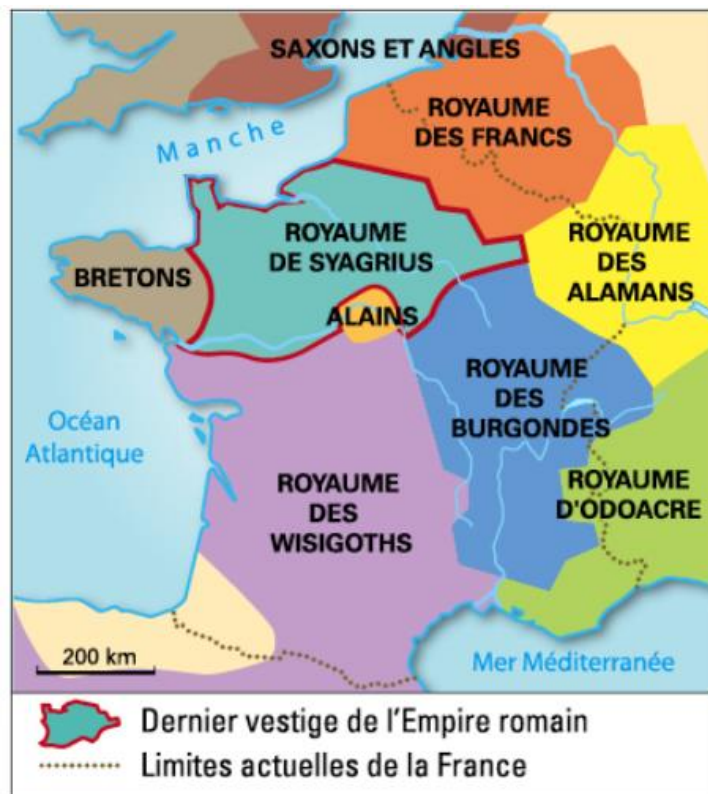 SAXONS ET ANGLES
Manche
ROYAUME
DES FRANCS
ROYAUME
DE SYAGRIUS
BRETONS
ALAINS
ROYAUME
DES
ALAMANS
ROYAUME
DES
BURGONDES
Océan
Atlantique
ROYAUME
DES
WISIGOTHS
ROYAUME
D'ODOACRE
200 km
Mer Méditerranée
Dernier vestige de l'Empire romain
Limites actuelles de la France